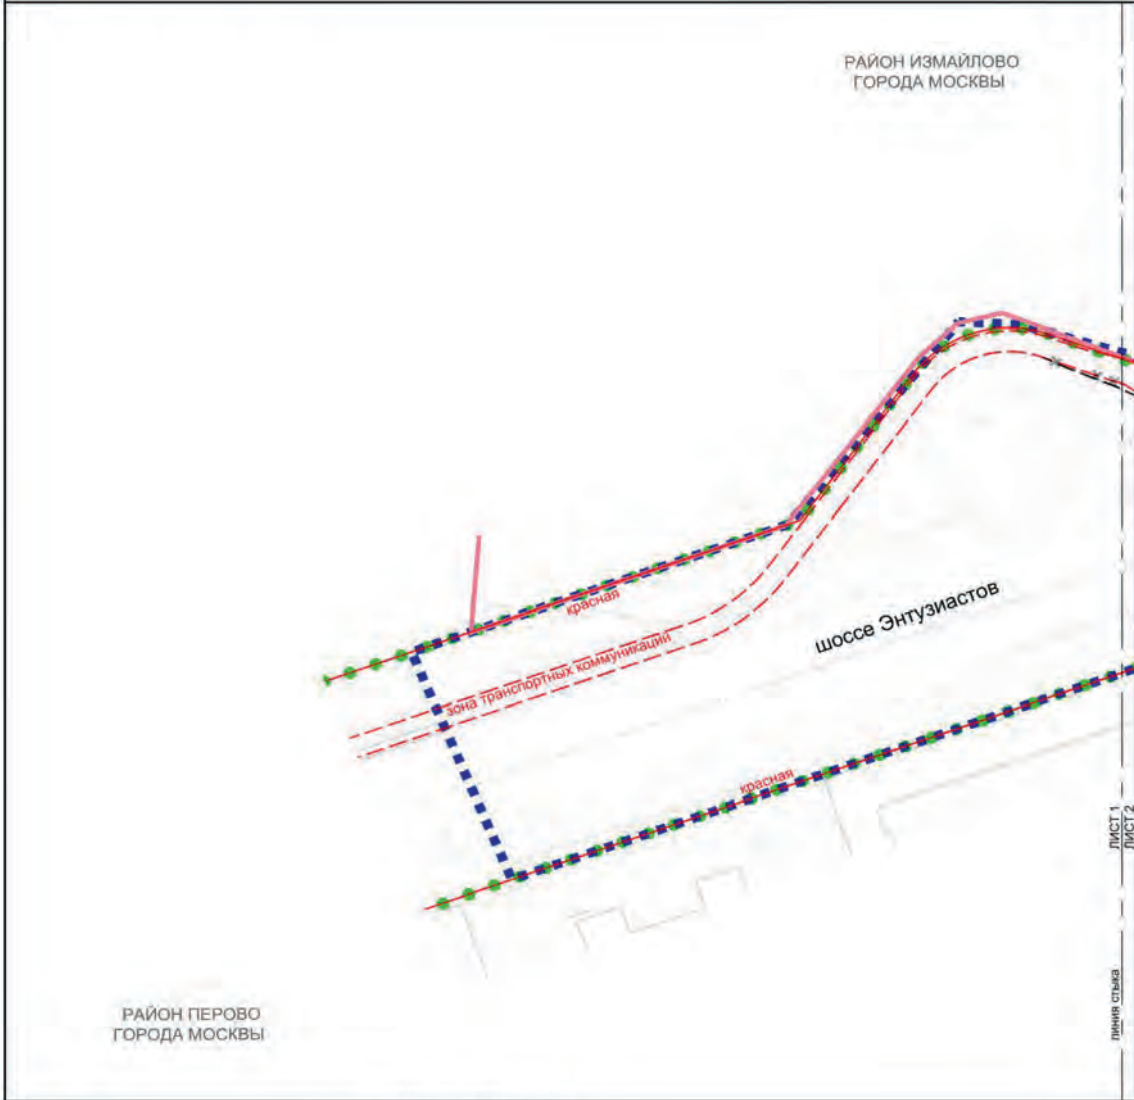 РАЙОН ИЗМАЙЛОВО
ГОРОДА МОСКВЫ
красная
шоссе Энтузиастов
зона транспортных коммуникаций
красная
ЛИСТ 1
ЛИСТ 2
линия стыка
РАЙОН ПЕРОВО
ГОРОДА МОСКВЫ